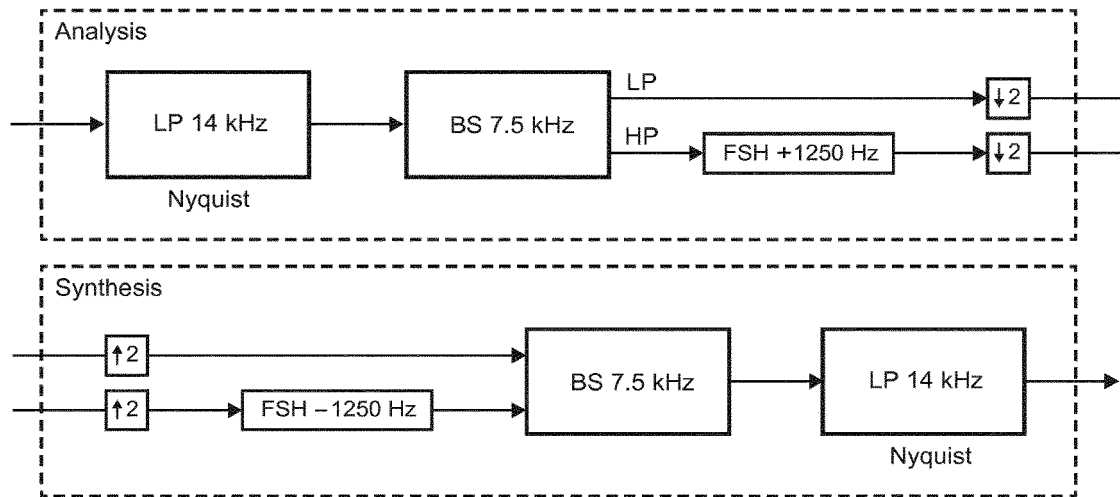 Analysis
LP 14 kHz
Nyquist
BS 7.5 kHz
LP
HP
FSH +1250 Hz
↓2
↓2
Synthesis
↑2
↑2
FSH –1250 Hz
BS 7.5 kHz
LP 14 kHz
Nyquist